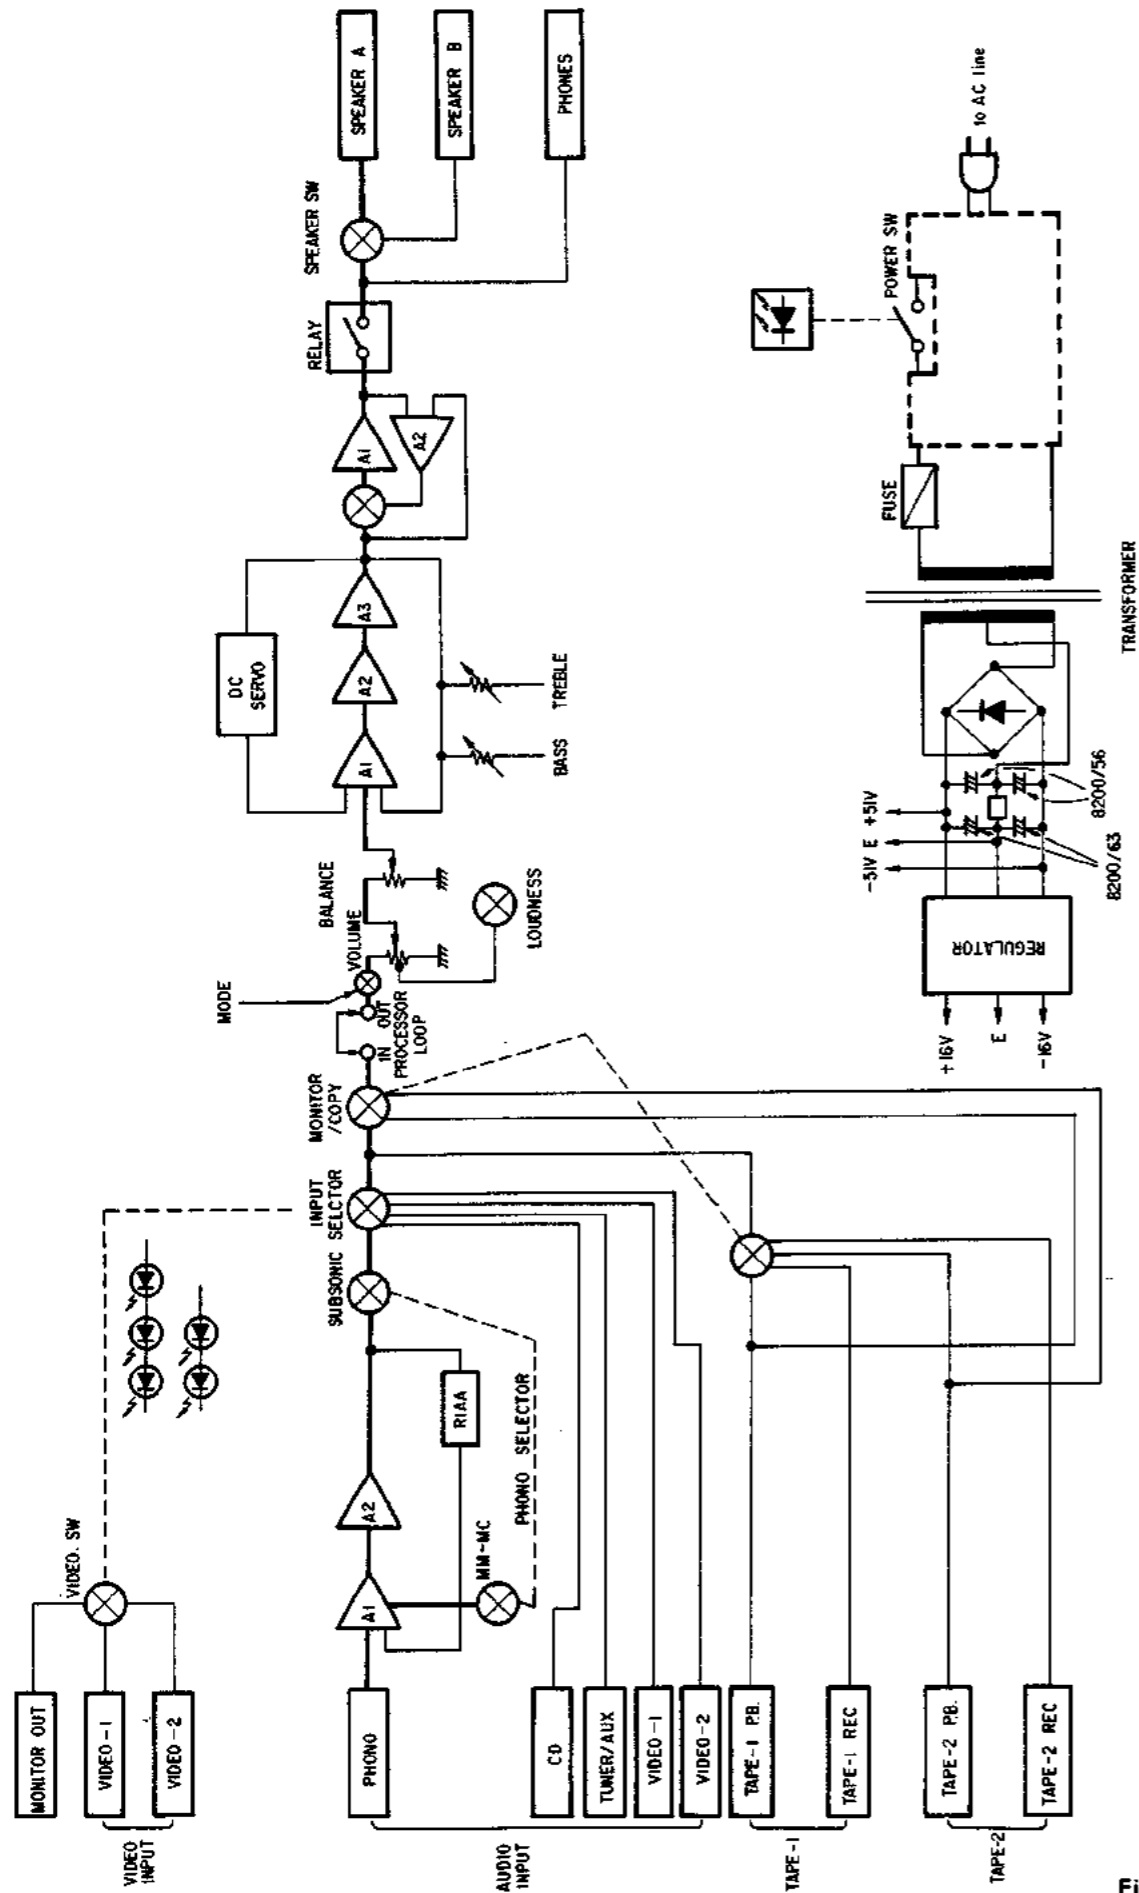 MONITOR OUT
VIDEO-1
VIDEO-2
VIDEO
INPUT
VIDEO. SW
PHONO
A1
A2
RIAA
MM-MC
PHONO SELECTOR
SUBSONIC
INPUT
SELCTOR
MONITOR
/COPY
IN
OUT
PROCESSOR
LOOP
MODE
VOLUME
BALANCE
LOUDNESS
DC
SERVO
A1
A2
A3
BASS
TREBLE
A1
A2
RELAY
SPEAKER SW
SPEAKER A
SPEAKER B
PHONES
CD
TUNER/AUX
VIDEO-1
VIDEO-2
AUDIO
INPUT
TAPE-1 P.B.
TAPE-1 REC
TAPE-1
TAPE-2 P.B.
TAPE-2 REC
TAPE-2
+16V
E
-16V
REGULATOR
-51V
E
+51V
8200/63
8200/56
TRANSFORMER
FUSE
POWER SW
to AC line
Fi